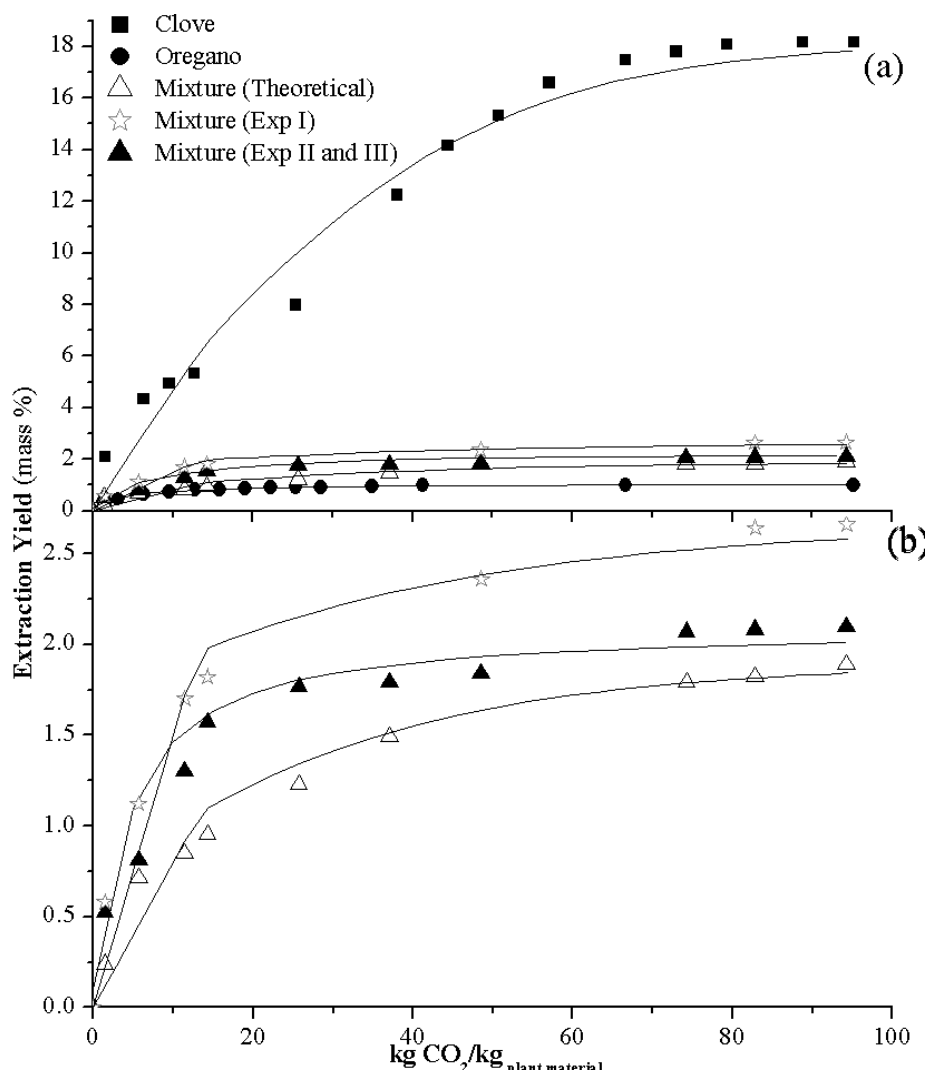 18
16
14
12
10
8
6
4
2
0
Clove
Oregano
Mixture (Theoretical)
Mixture (Exp I)
Mixture (Exp II and III)
(a)
Extraction Yield (mass %)
2.5
2.0
1.5
1.0
0.5
0.0
(b)
0 20 40 60 80 100
kg CO2/kg plant material